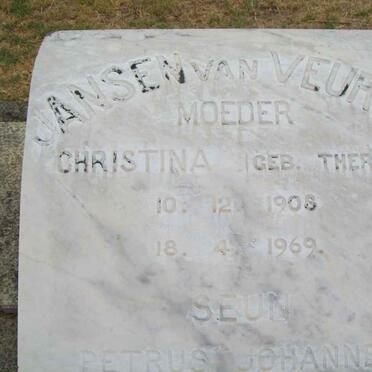 JANSEN VAN VEUR
MOEDER
CHRISTINA (GEB. THER
10. 12. 1908
18. 4. 1969.
SEUN
PETRUS JOHANNE